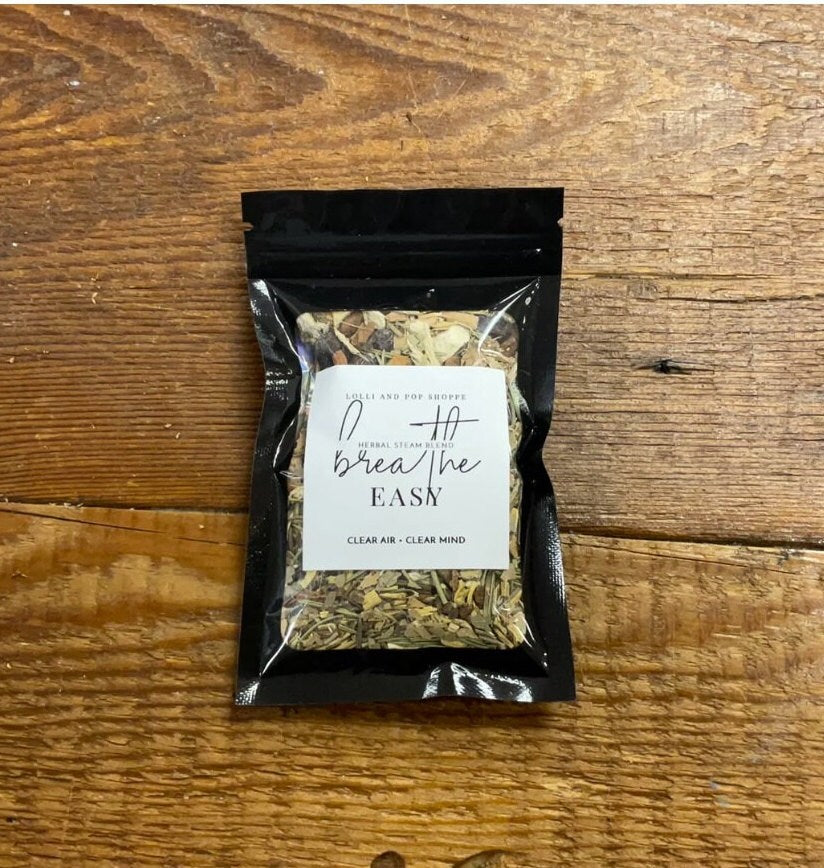 LOLLI AND POP SHOPPE
HERBAL STEAM BLEND
breathe
EASY
CLEAR AIR • CLEAR MIND